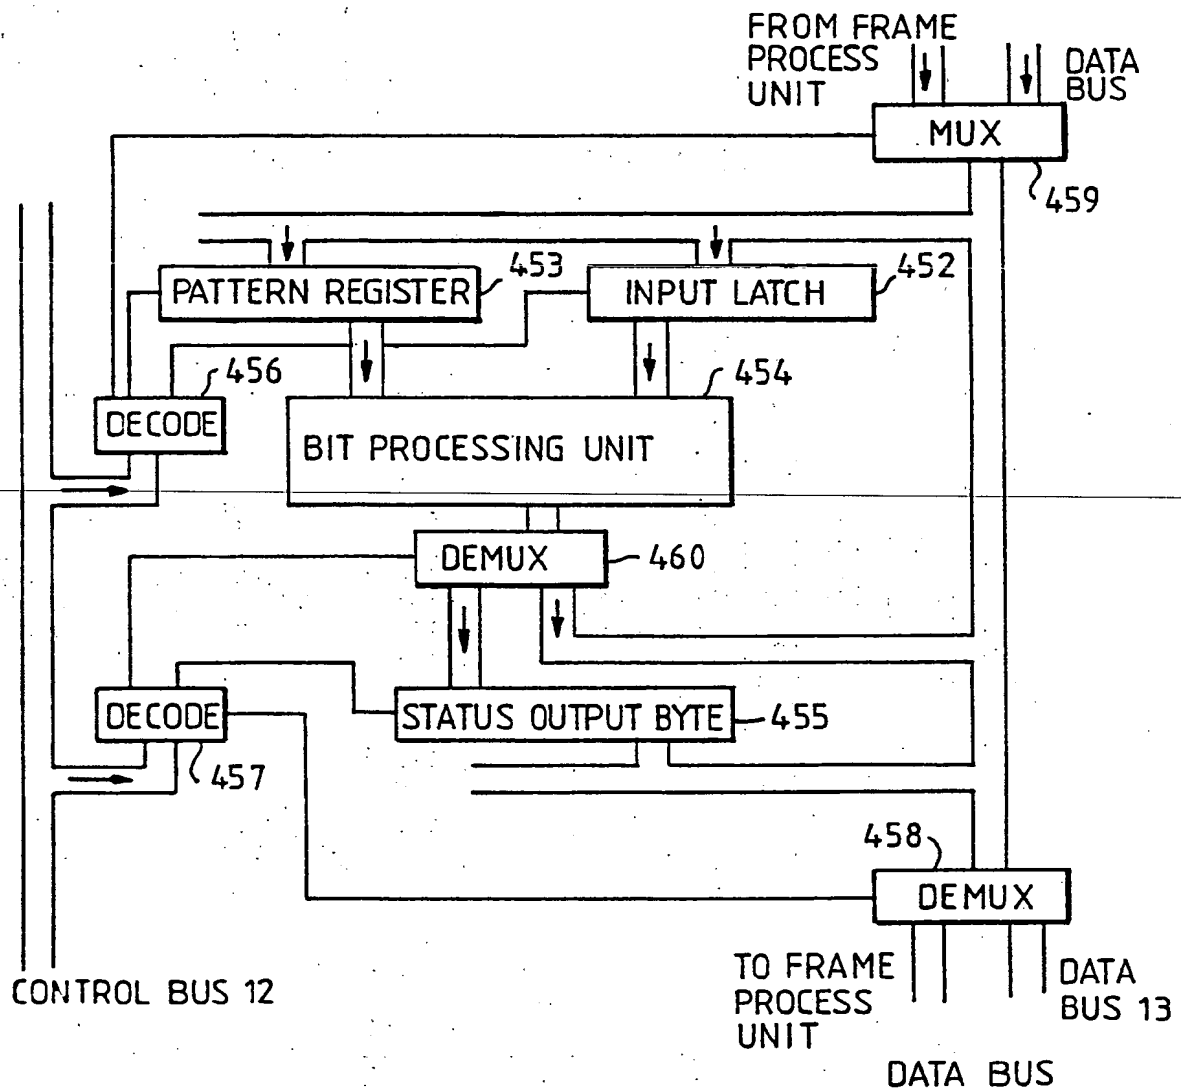 FROM FRAME
PROCESS
UNIT
DATA
BUS
MUX
459
PATTERN REGISTER
453
INPUT LATCH
452
456
DECODE
454
BIT PROCESSING UNIT
DEMUX
460
DECODE
457
STATUS OUTPUT BYTE
455
458
DEMUX
CONTROL BUS 12
TO FRAME
PROCESS
UNIT
DATA
BUS 13
DATA BUS